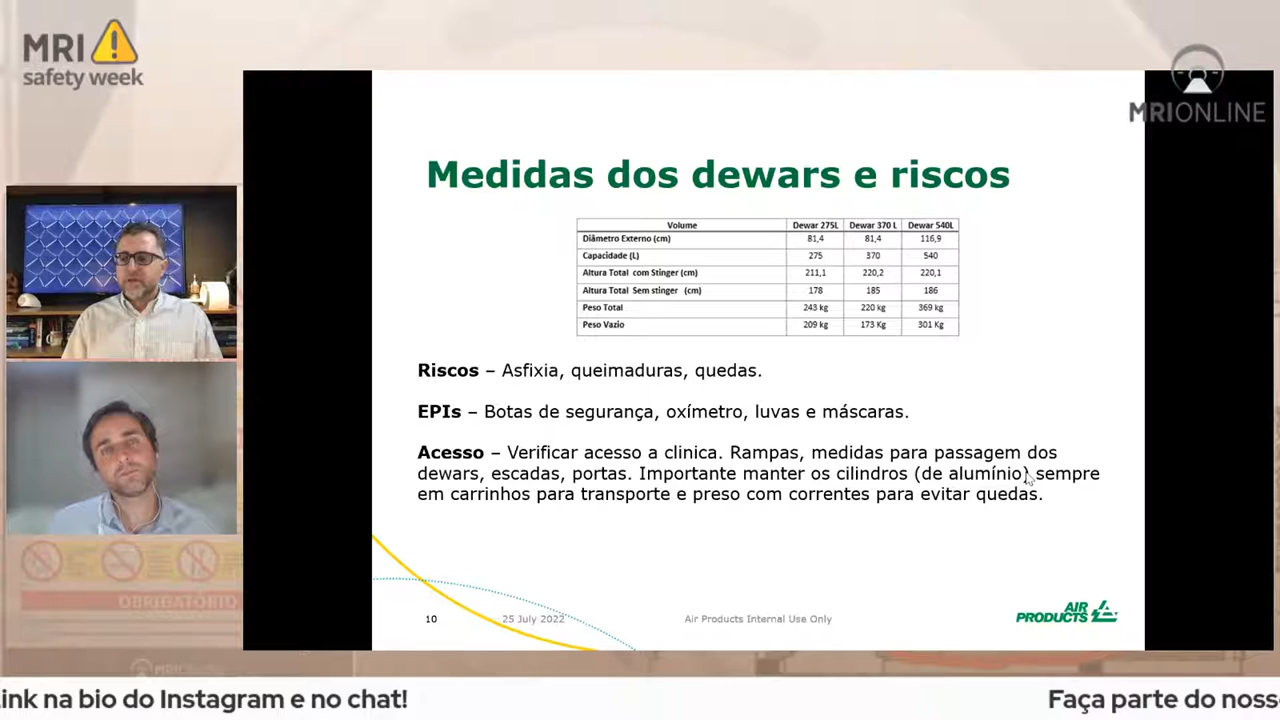 MRI
safety week
MRIONLINE
Medidas dos dewars e riscos
Volume Dewar 275L Dewar 370 L Dewar 540L
Diâmetro Externo (cm) 81,4 81,4 116,9
Capacidade (L) 275 370 540
Altura Total com Stinger (cm) 211,1 220,2 220,1
Altura Total Sem stinger (cm) 178 185 186
Peso Total 243 kg 220 kg 369 kg
Peso Vazio 209 kg 173 Kg 301 Kg
Riscos – Asfixia, queimaduras, quedas.
EPIs – Botas de segurança, oxímetro, luvas e máscaras.
Acesso – Verificar acesso a clinica. Rampas, medidas para passagem dos
dewars, escadas, portas. Importante manter os cilindros (de alumínio) sempre
em carrinhos para transporte e preso com correntes para evitar quedas.
OBRIGATÓRIO
10 25 July 2022 Air Products Internal Use Only
AIR
PRODUCTS
ink na bio do Instagram e no chat! Faça parte do noss